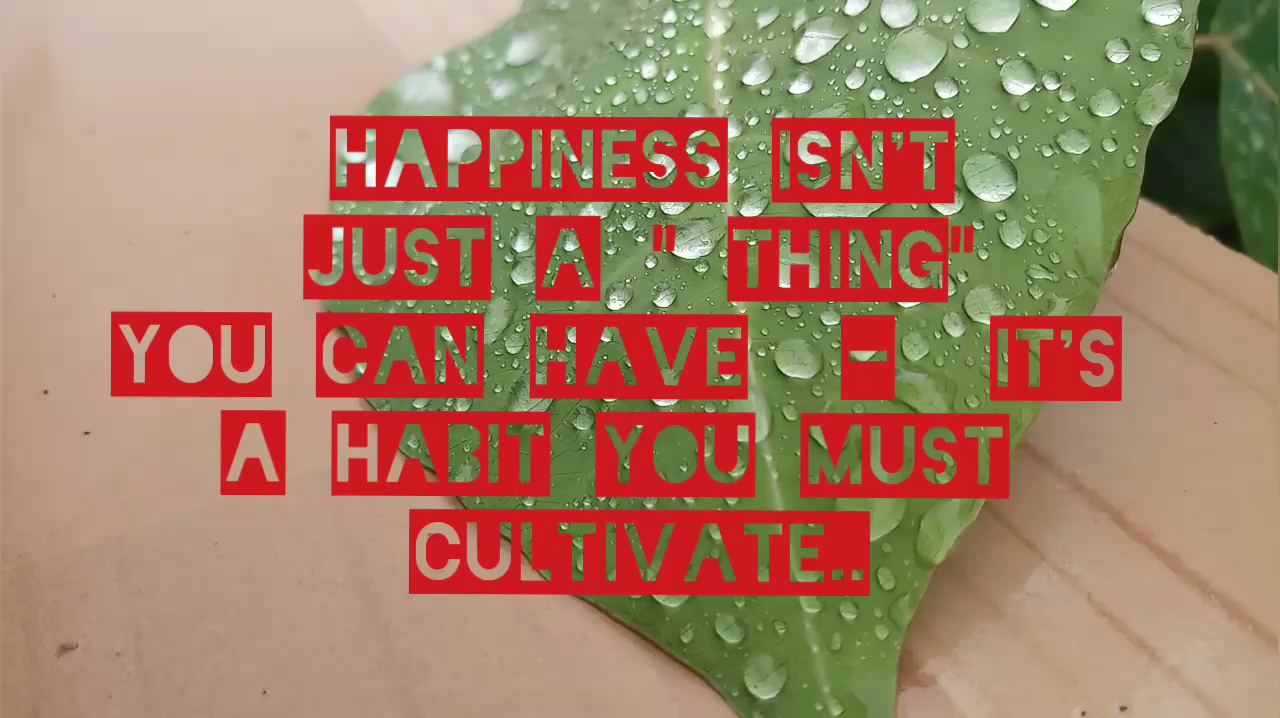 HAPPINESS ISN'T
JUST A " THING"
YOU CAN HAVE - IT'S
A HABIT YOU MUST
CULTIVATE..